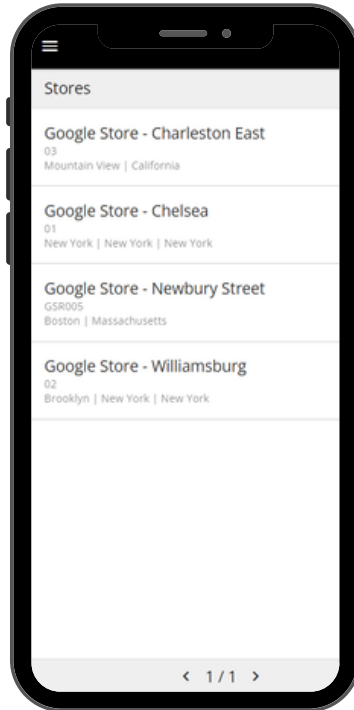 Stores
Google Store - Charleston East
03
Mountain View | California
Google Store - Chelsea
01
New York | New York | New York
Google Store - Newbury Street
GSR005
Boston | Massachusetts
Google Store - Williamsburg
02
Brooklyn | New York | New York
< 1 / 1 >